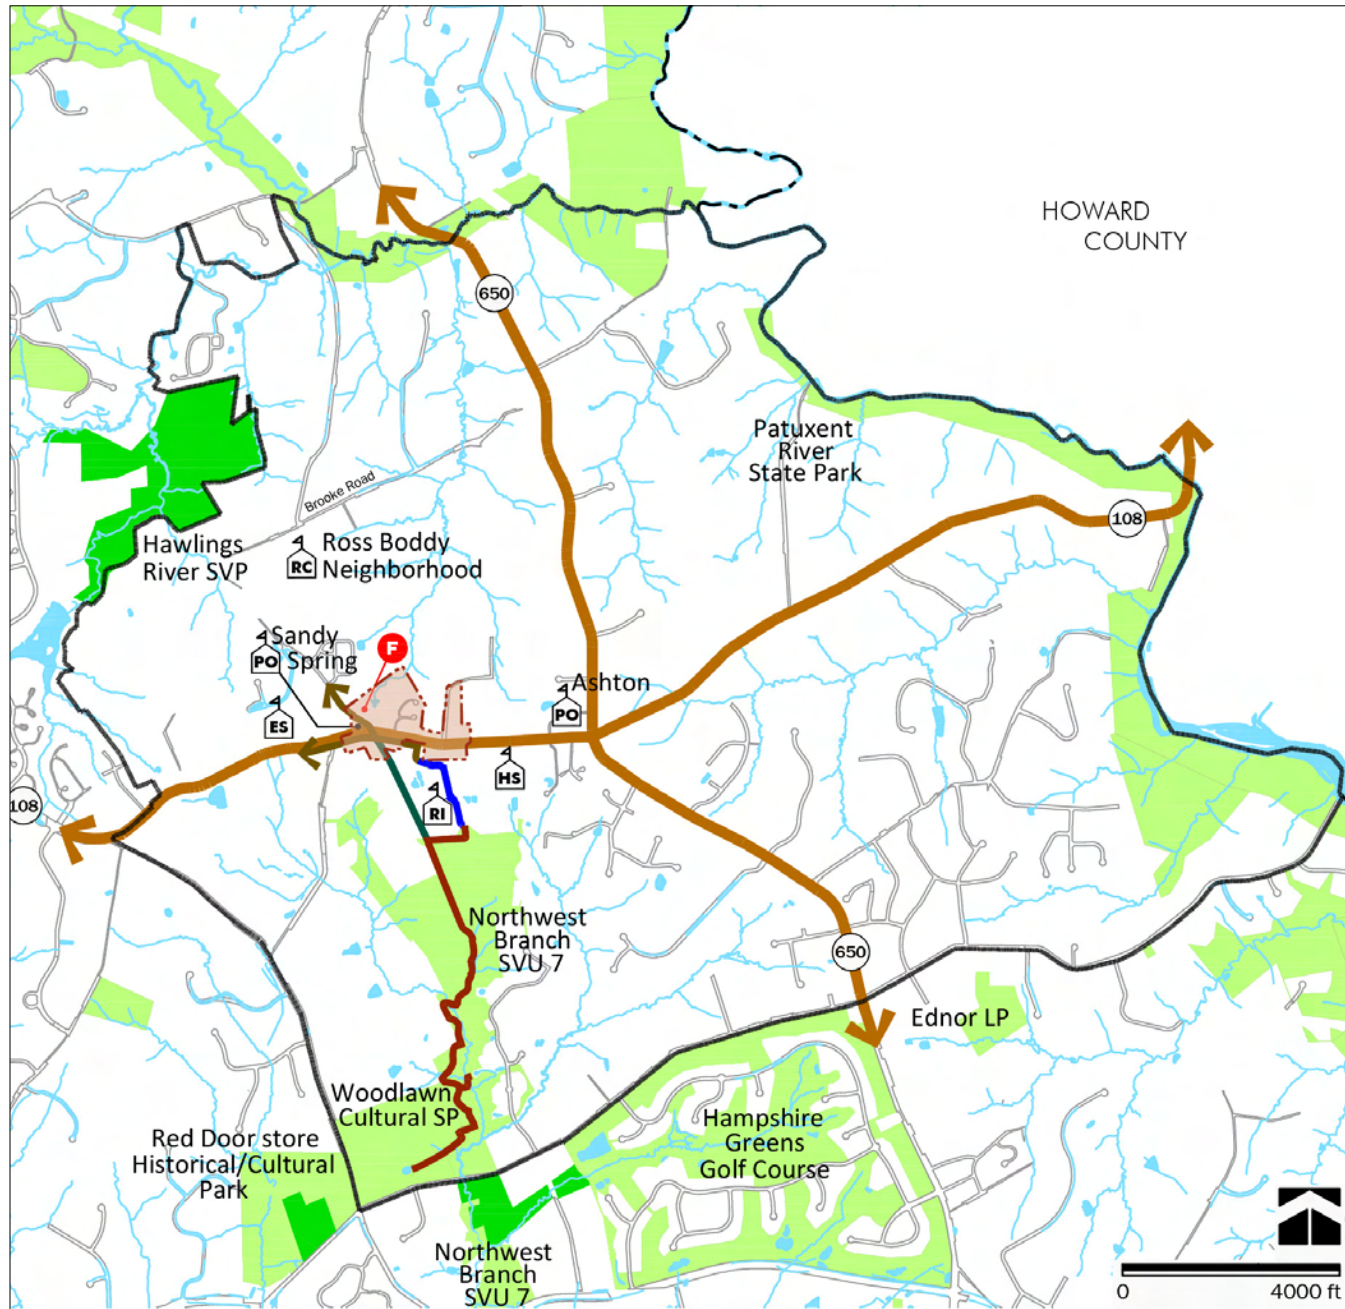 HOWARD
COUNTY
650
Patuxent
River
State Park
108
Brooke Road
Hawlings
River SVP
RC
Ross Boddy
Neighborhood
Sandy
Spring
PO
F
ES
Ashton
PO
HS
108
RI
Northwest
Branch
SVU 7
650
Ednor LP
Woodlawn
Cultural SP
Red Door store
Historical/Cultural
Park
Hampshire
Greens
Golf Course
Northwest
Branch
SVU 7
0
4000 ft